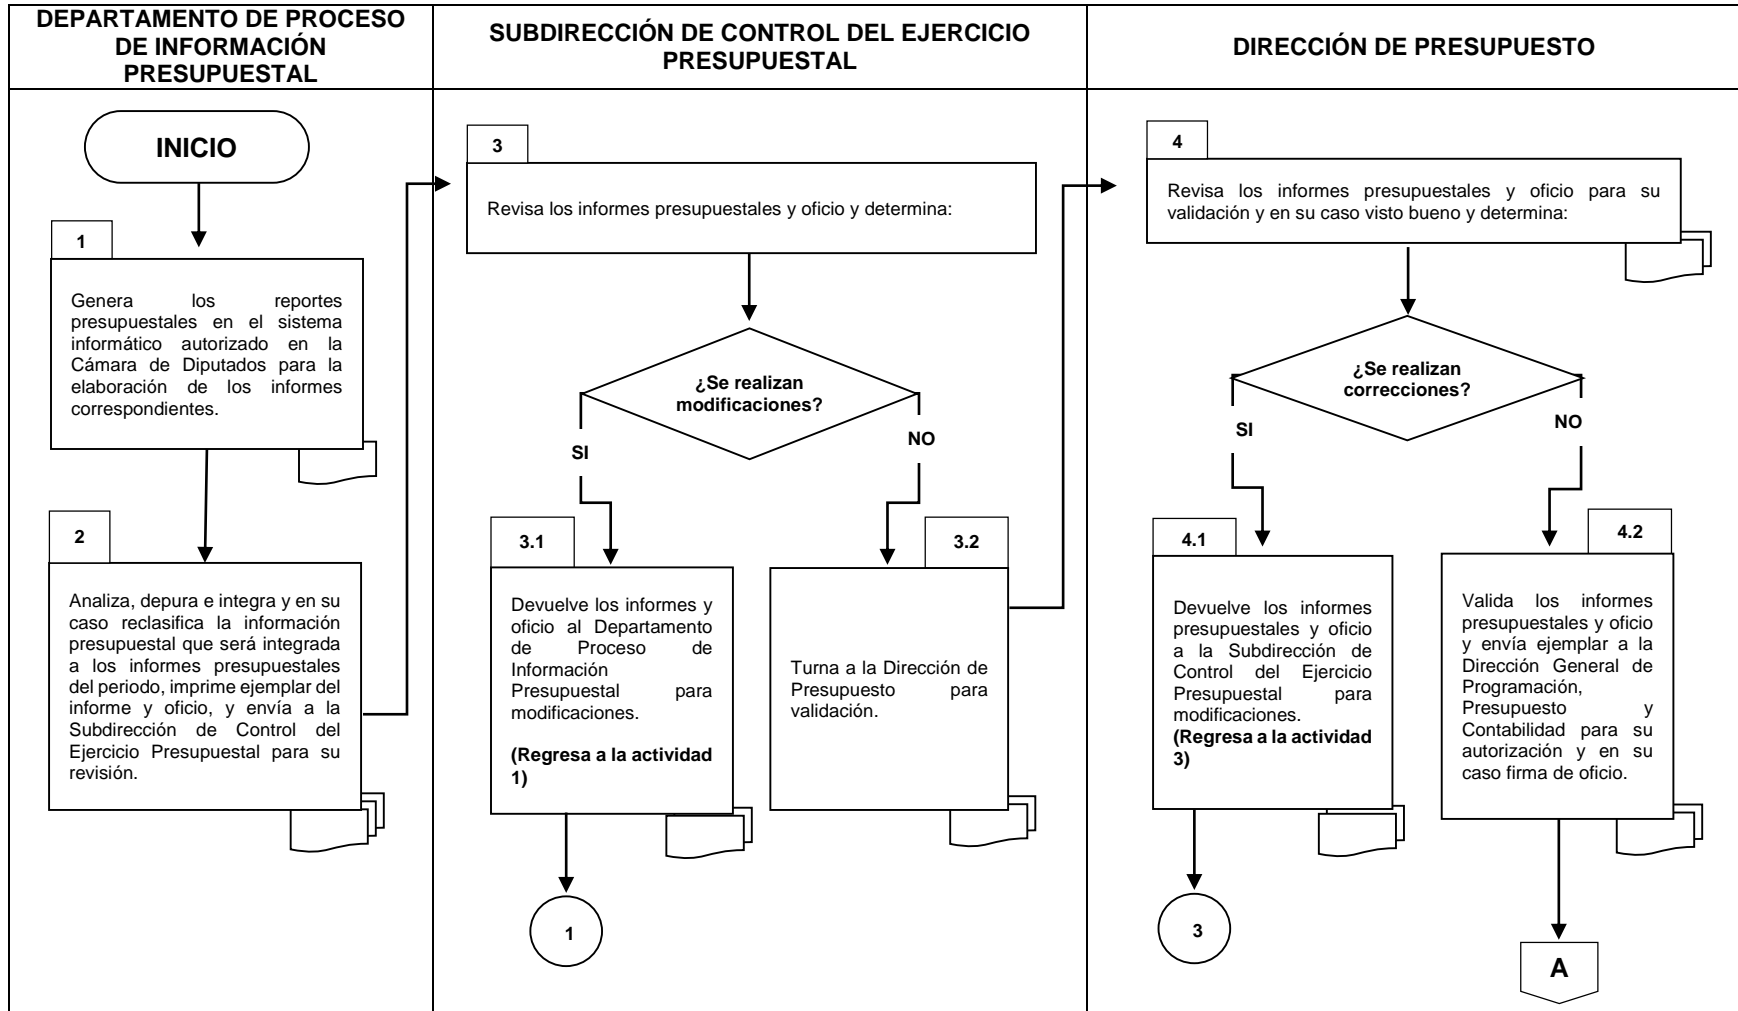 DEPARTAMENTO DE PROCESO
DE INFORMACIÓN
PRESUPUESTAL
SUBDIRECCIÓN DE CONTROL DEL EJERCICIO
PRESUPUESTAL
DIRECCIÓN DE PRESUPUESTO
INICIO
1
Genera los reportes
presupuestales en el sistema
informático autorizado en la
Cámara de Diputados para la
elaboración de los informes
correspondientes.
2
Analiza, depura e integra y en su
caso reclasifica la información
presupuestal que será integrada
a los informes presupuestales
del periodo, imprime ejemplar del
informe y oficio, y envía a la
Subdirección de Control del
Ejercicio Presupuestal para su
revisión.
3
Revisa los informes presupuestales y oficio y determina:
¿Se realizan
modificaciones?
SI
NO
3.1
Devuelve los informes y
oficio al Departamento
de Proceso de
Información
Presupuestal para
modificaciones.
(Regresa a la actividad
1)
1
3.2
Turna a la Dirección de
Presupuesto para
validación.
4
Revisa los informes presupuestales y oficio para su
validación y en su caso visto bueno y determina:
¿Se realizan
correcciones?
SI
NO
4.1
Devuelve los informes
presupuestales y oficio
a la Subdirección de
Control del Ejercicio
Presupuestal para
modificaciones.
(Regresa a la actividad
3)
3
4.2
Valida los informes
presupuestales y oficio
y envía ejemplar a la
Dirección General de
Programación,
Presupuesto y
Contabilidad para su
autorización y en su
caso firma de oficio.
A